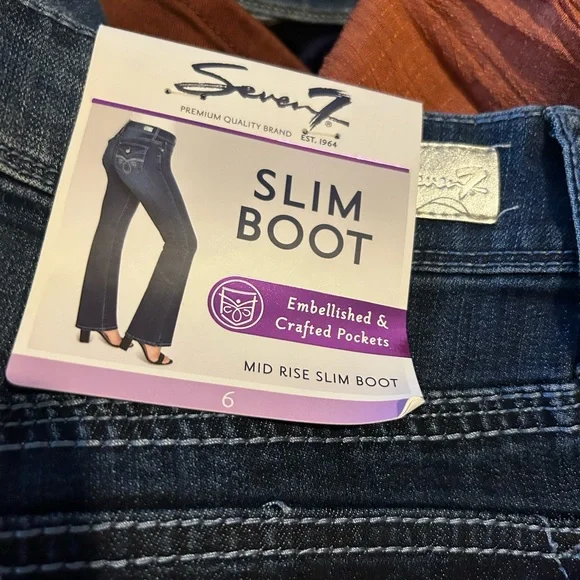 Seven7®
PREMIUM QUALITY BRAND EST. 1964
SLIM
BOOT
Embellished &
Crafted Pockets
MID RISE SLIM BOOT
6